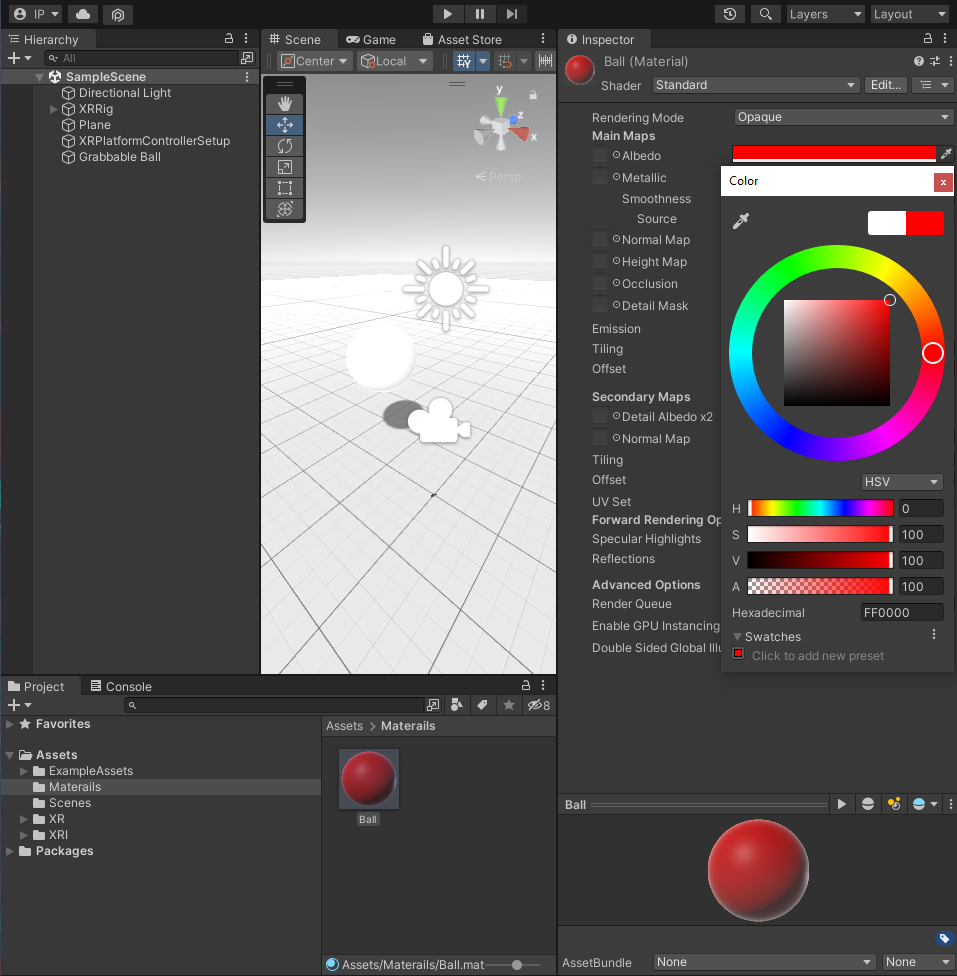 IP
Layers
Layout
Hierarchy
All
SampleScene
Directional Light
XRRig
Plane
XRPlatformControllerSetup
Grabbable Ball
Scene
Game
Asset Store
Center
Local
Y
y
z
x
Persp
Inspector
Ball (Material)
Shader
Standard
Edit...
Rendering Mode
Opaque
Main Maps
Albedo
Metallic
Smoothness
Source
Normal Map
Height Map
Occlusion
Detail Mask
Emission
Tiling
Offset
Secondary Maps
Detail Albedo x2
Normal Map
Tiling
Offset
UV Set
Forward Rendering Op
Specular Highlights
Reflections
Advanced Options
Render Queue
Enable GPU Instancing
Double Sided Global Illu
Color
x
HSV
H 0
S 100
V 100
A 100
Hexadecimal FF0000
Swatches
Click to add new preset
Project
Console
8
Favorites
Assets
ExampleAssets
Materails
Scenes
XR
XRI
Packages
Assets > Materails
Ball
Assets/Materails/Ball.mat
Ball
AssetBundle
None
None